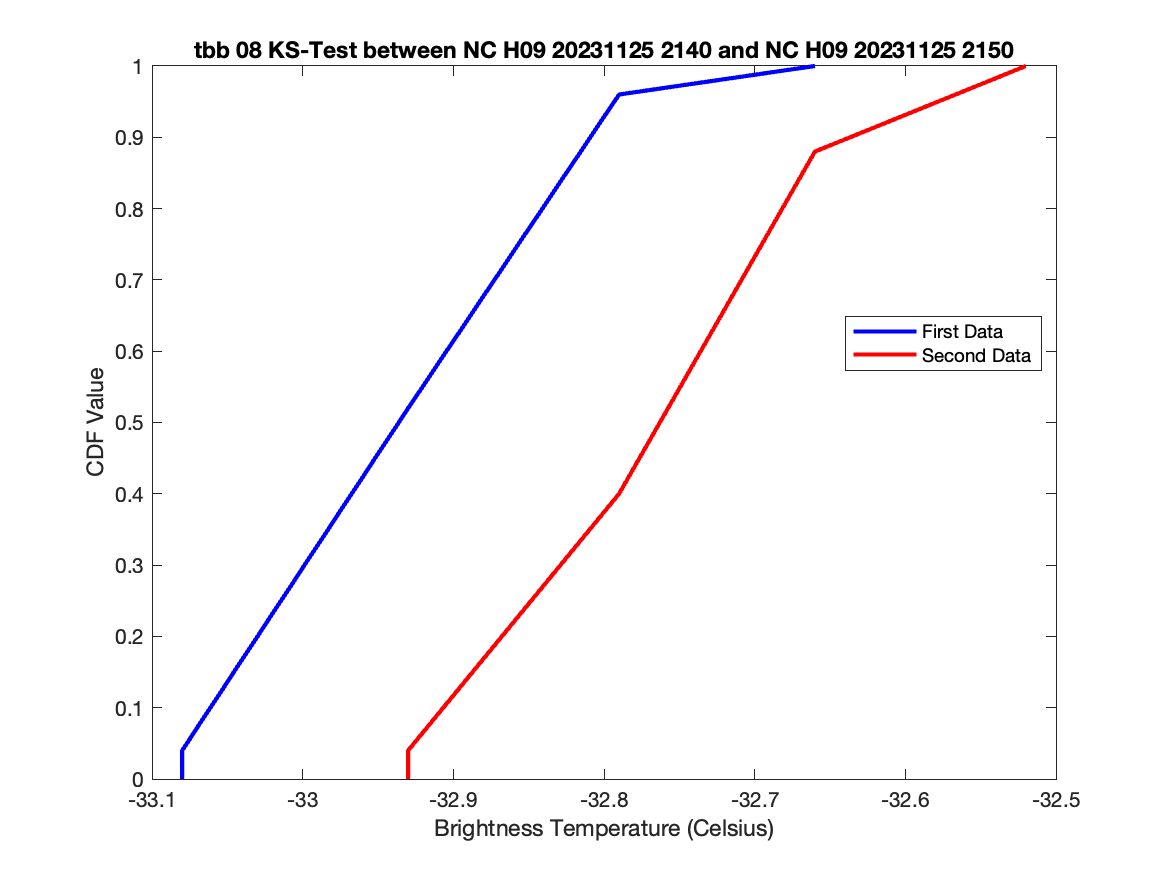 tbb 08 KS-Test between NC H09 20231125 2140 and NC H09 20231125 2150
1
0.9
0.8
0.7
0.6
0.5
0.4
0.3
0.2
0.1
0
CDF Value
First Data
Second Data
-33.1 -33 -32.9 -32.8 -32.7 -32.6 -32.5
Brightness Temperature (Celsius)